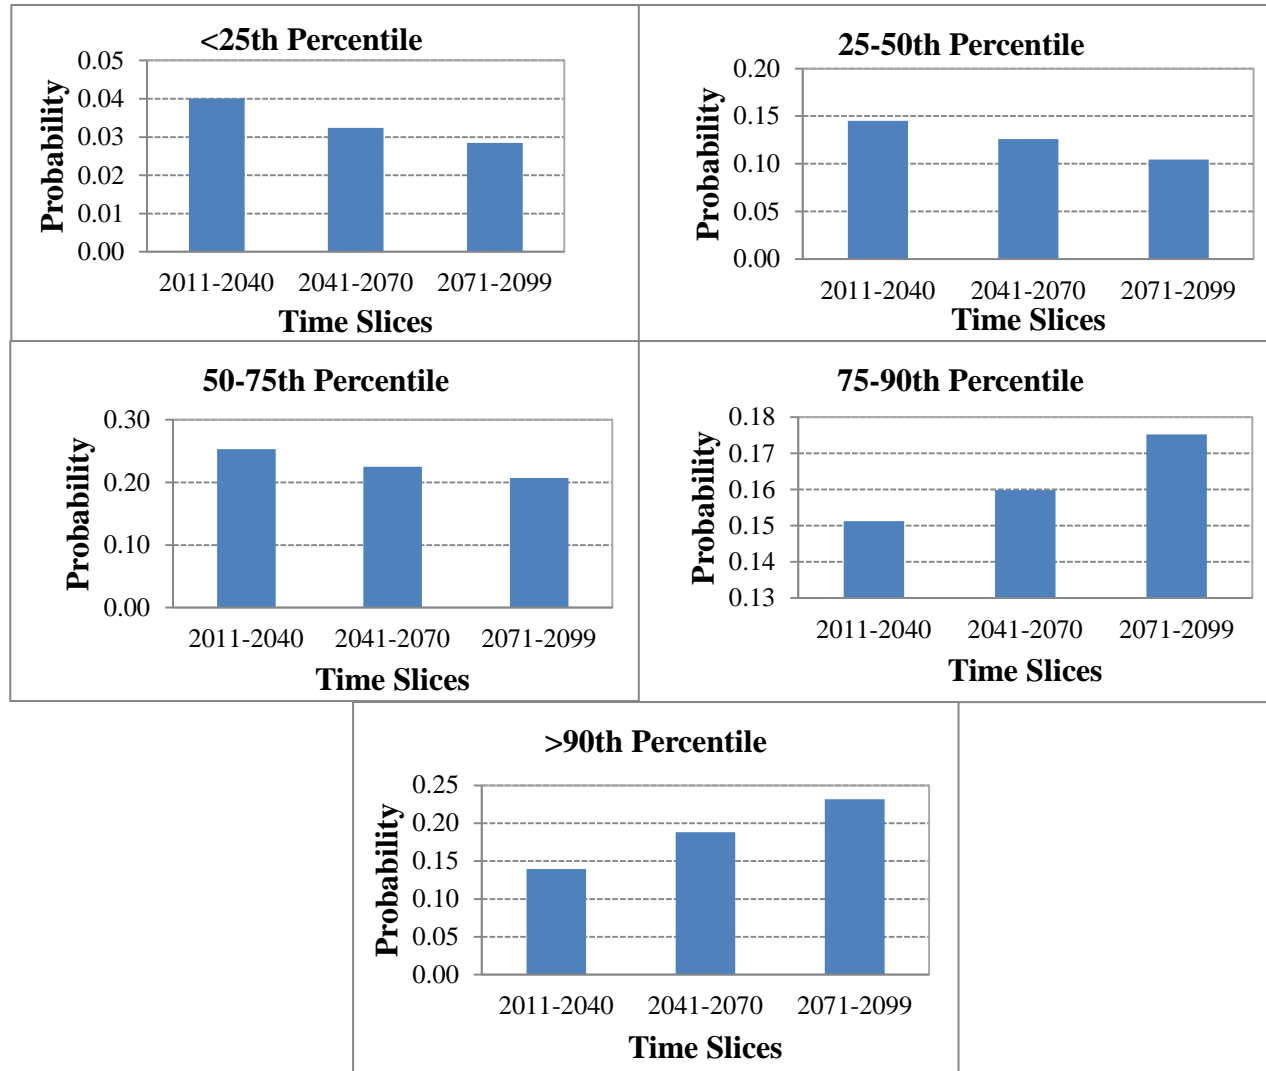 <25th Percentile
Probability
0.05
0.04
0.03
0.02
0.01
0.00
2011-2040 2041-2070 2071-2099
Time Slices
25-50th Percentile
Probability
0.20
0.15
0.10
0.05
0.00
2011-2040 2041-2070 2071-2099
Time Slices
50-75th Percentile
Probability
0.30
0.20
0.10
0.00
2011-2040 2041-2070 2071-2099
Time Slices
75-90th Percentile
Probability
0.18
0.17
0.16
0.15
0.14
0.13
2011-2040 2041-2070 2071-2099
Time Slices
>90th Percentile
Probability
0.25
0.20
0.15
0.10
0.05
0.00
2011-2040 2041-2070 2071-2099
Time Slices